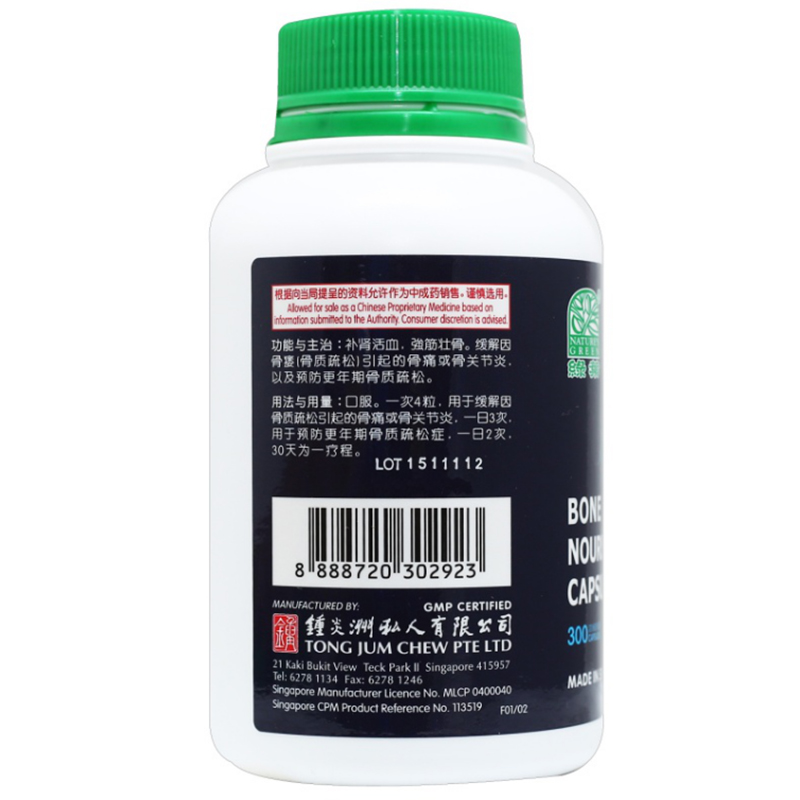 根据向当局提呈的资料允许作为中成药销售。谨慎选用。
Allowed for sale as a Chinese Proprietary Medicine based on
information submitted to the Authority. Consumer discretion is advised.
功能与主治：补肾活血，強筋壮骨。缓解因
骨痿(骨质疏松)引起的骨痛或骨关节炎，
以及预防更年期骨质疏松。
用法与用量：口服。一次4粒，用于缓解因
骨质疏松引起的骨痛或骨关节炎，一日3次，
用于预防更年期骨质疏松症，一日2次，
30天为一疗程。
LOT 1511112
8 888720 302923
MANUFACTURED BY:
GMP CERTIFIED
鍾炎洲私人有限公司
TONG JUM CHEW PTE LTD
21 Kaki Bukit View Teck Park II Singapore 415957
Tel: 6278 1134 Fax: 6278 1246
Singapore Manufacturer Licence No. MLCP 0400040
Singapore CPM Product Reference No. 113519 F01/02
NATURE'S
GREEN
BONE
NOUR
CAPS
300
MADE IN